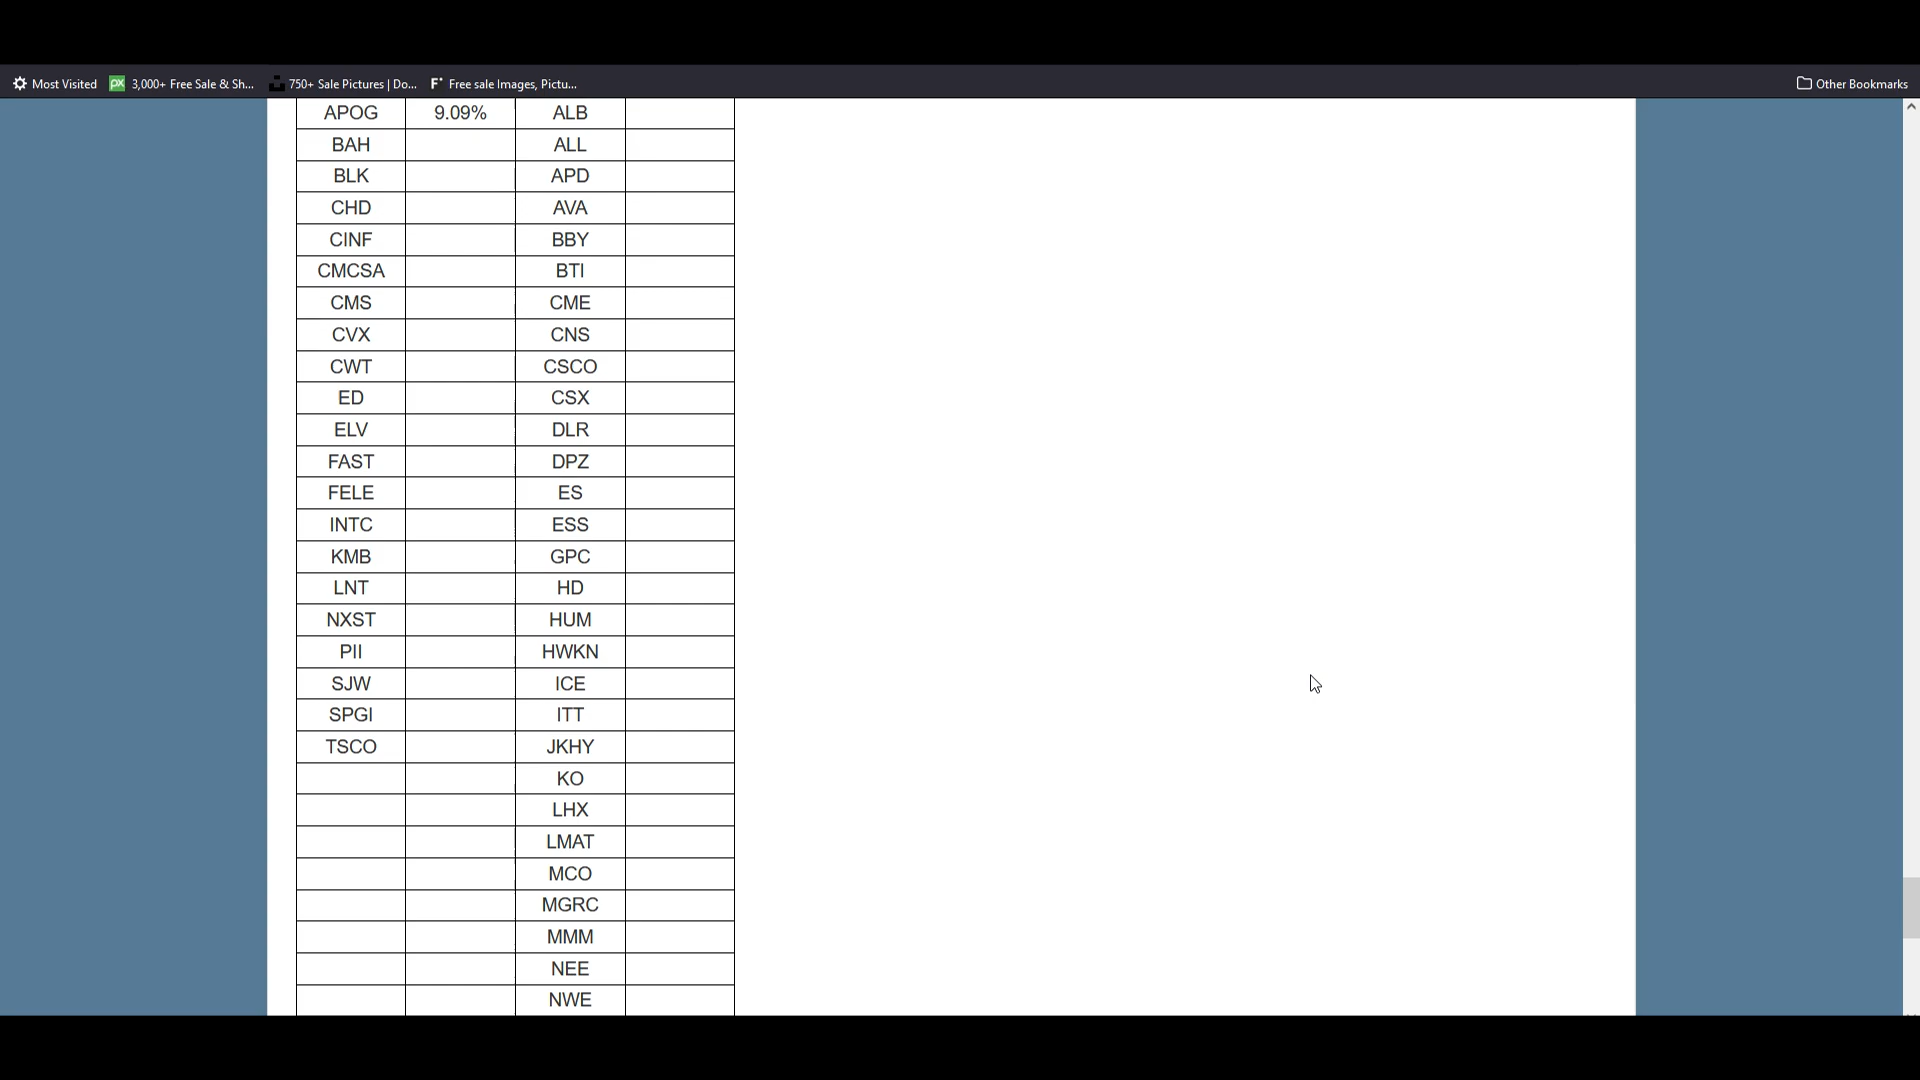 Most Visited 3,000+ Free Sale & Sh... 750+ Sale Pictures | Do... F* Free sale Images, Pictu... Other Bookmarks
APOG 9.09% ALB
BAH ALL
BLK APD
CHD AVA
CINF BBY
CMCSA BTI
CMS CME
CVX CNS
CWT CSCO
ED CSX
ELV DLR
FAST DPZ
FELE ES
INTC ESS
KMB GPC
LNT HD
NXST HUM
PII HWKN
SJW ICE
SPGI ITT
TSCO JKHY
KO
LHX
LMAT
MCO
MGRC
MMM
NEE
NWE